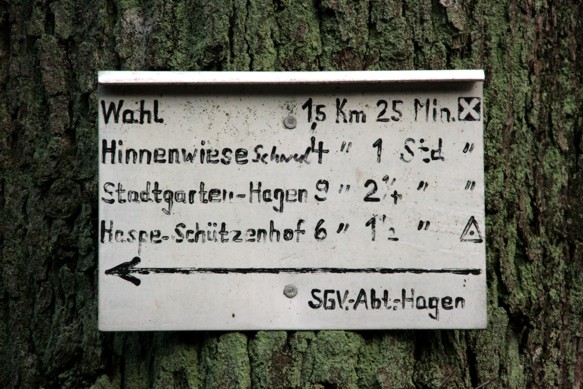 Wahl 1,5 Km 25 Min.
Hinnenwiese 4 " 1 Std "
Stadtgarten-Hagen 9 " 2¼ " "
Haspe-Schützenhof 6 " 1½ "
SGV.-Abt.-Hagen